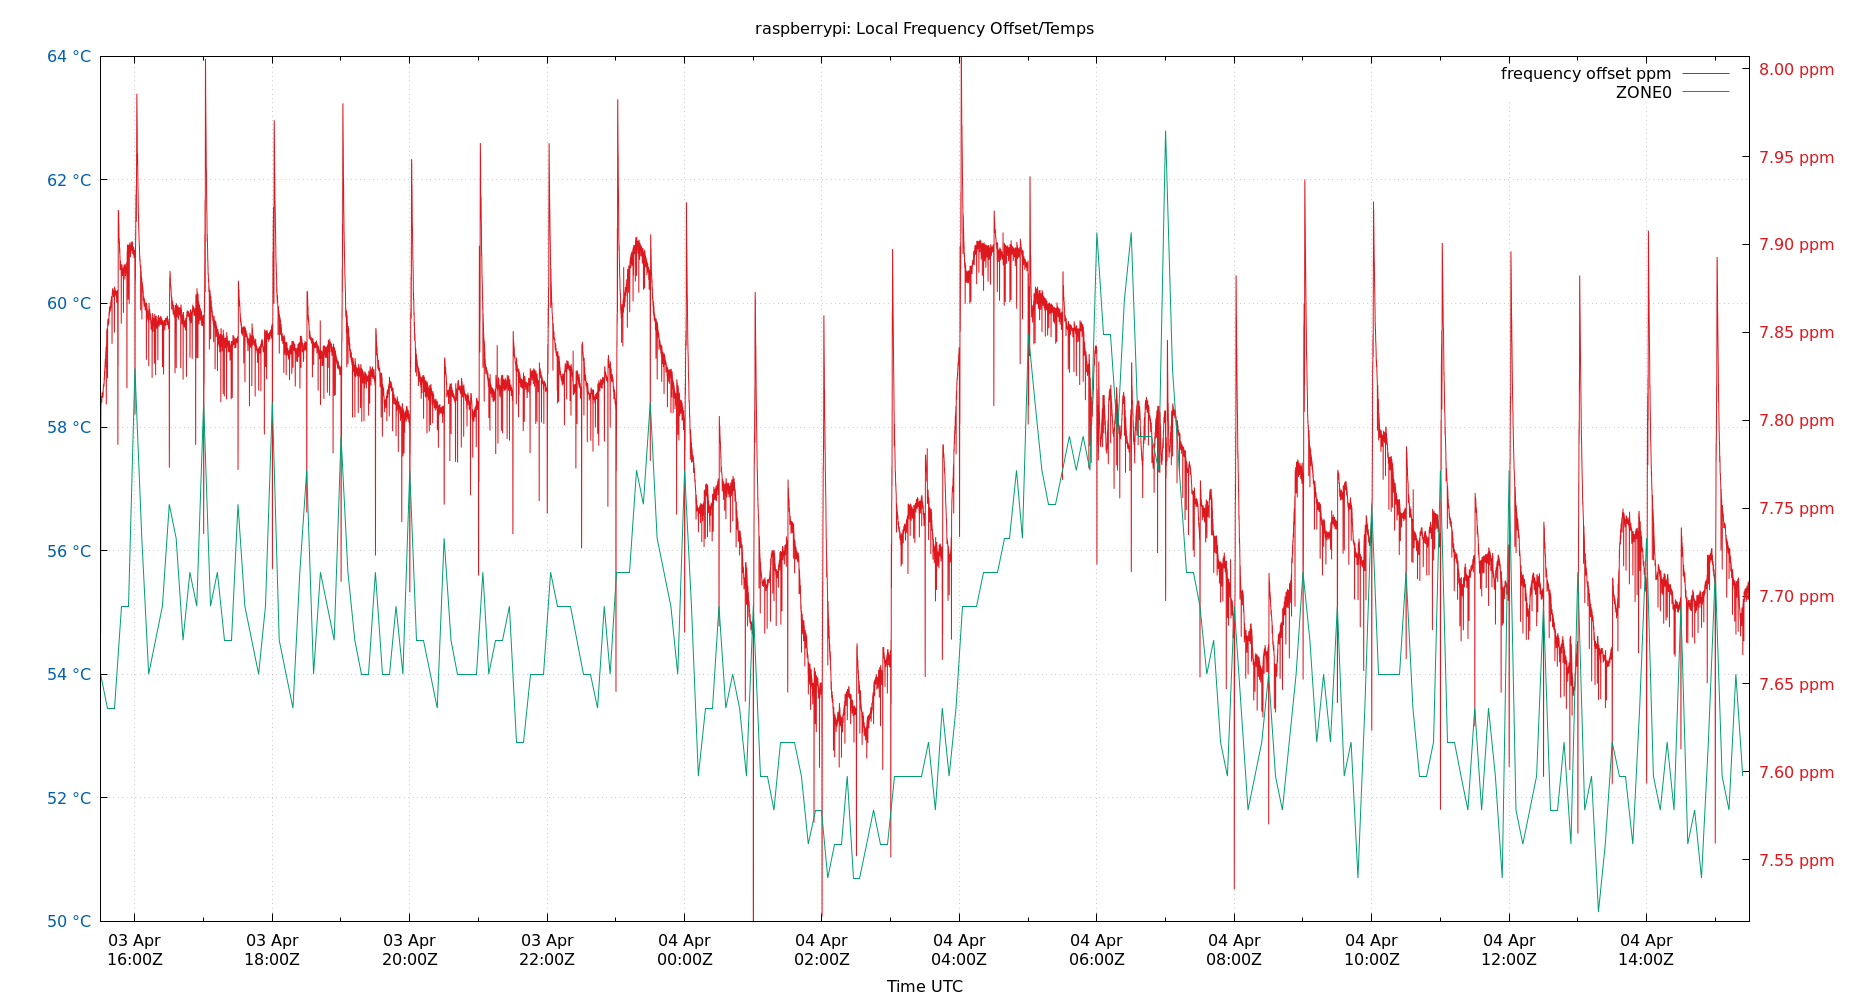 raspberrypi: Local Frequency Offset/Temps
frequency offset ppm
ZONE0
64 °C
62 °C
60 °C
58 °C
56 °C
54 °C
52 °C
50 °C
8.00 ppm
7.95 ppm
7.90 ppm
7.85 ppm
7.80 ppm
7.75 ppm
7.70 ppm
7.65 ppm
7.60 ppm
7.55 ppm
03 Apr
16:00Z
03 Apr
18:00Z
03 Apr
20:00Z
03 Apr
22:00Z
04 Apr
00:00Z
04 Apr
02:00Z
04 Apr
04:00Z
04 Apr
06:00Z
04 Apr
08:00Z
04 Apr
10:00Z
04 Apr
12:00Z
04 Apr
14:00Z
Time UTC